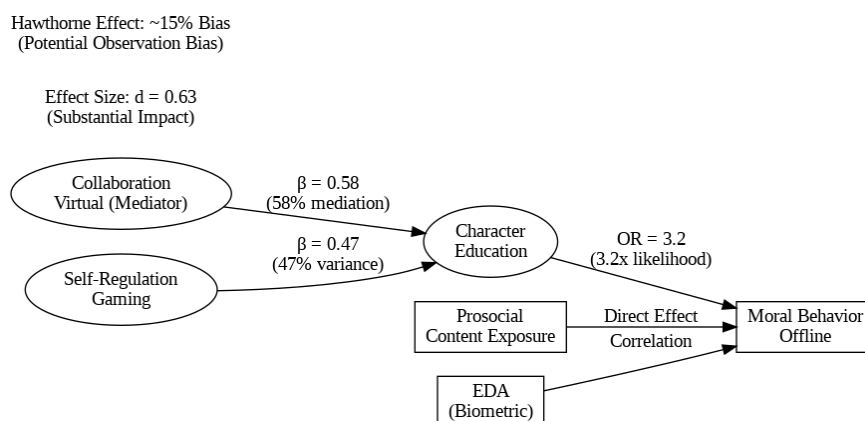 Hawthorne Effect: ~15% Bias
(Potential Observation Bias)
Effect Size: d = 0.63
(Substantial Impact)
Collaboration
Virtual (Mediator)
β = 0.58
(58% mediation)
Self-Regulation
Gaming
β = 0.47
(47% variance)
Character
Education
OR = 3.2
(3.2x likelihood)
Prosocial
Content Exposure
Direct Effect
Correlation
Moral Behavior
Offline
EDA
(Biometric)